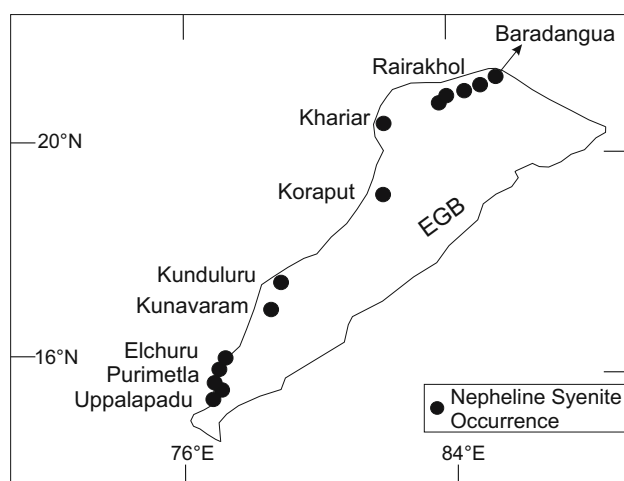 Baradangua
Rairakhol
Khariar
20°N
Koraput
EGB
Kunduluru
Kunavaram
Elchuru
16°N
Purimetla
Uppalapadu
Nepheline Syenite
Occurrence
76°E
84°E